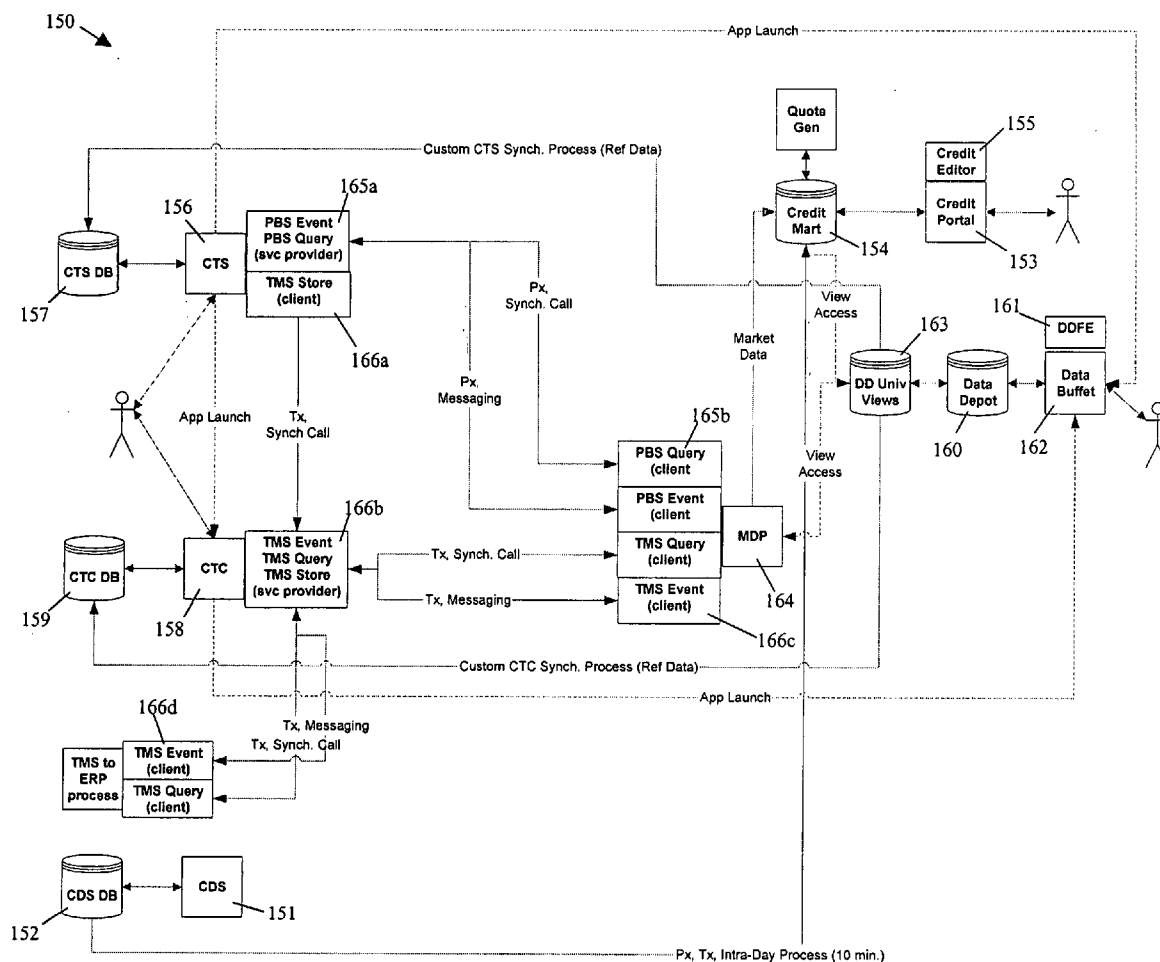 150
App Launch
Quote
Gen
155
Custom CTS Synch. Process (Ref Data)
Credit
Editor
165a
156
PBS Event
PBS Query
(svc provider)
Credit
Mart
154
Credit
Portal
153
CTS DB
157
CTS
TMS Store
(client)
166a
Px,
Synch. Call
View
Access
161
DDFE
163
Market
Data
Px,
Messaging
DD Univ
Views
Data
Depot
160
Data
Buffet
162
App Launch
Tx,
Synch Call
165b
PBS Query
(client
View
Access
166b
PBS Event
(client
TMS Event
TMS Query
TMS Store
(svc provider)
CTC DB
159
CTC
158
Tx, Synch. Call
TMS Query
(client)
MDP
164
Tx, Messaging
TMS Event
(client)
166c
Custom CTC Synch. Process (Ref Data)
App Launch
166d
Tx, Messaging
Tx, Synch. Call
TMS to
ERP
process
TMS Event
(client)
TMS Query
(client)
CDS DB
152
CDS
151
Px, Tx, Intra-Day Process (10 min.)